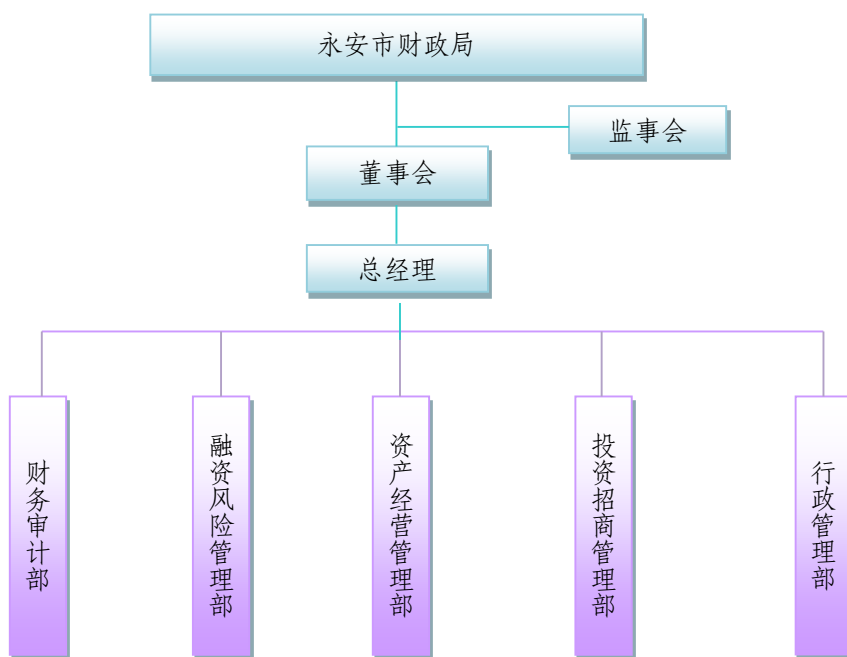 永安市财政局
监事会
董事会
总经理
财务审计部
融资风险管理部
资产经营管理部
投资招商管理部
行政管理部